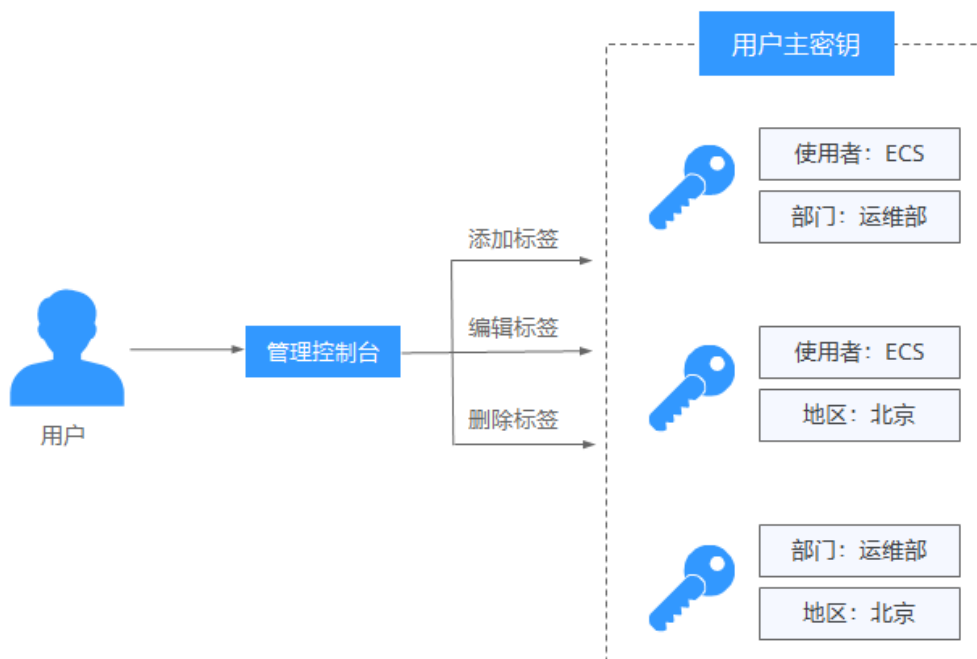 用户主密钥
使用者：ECS
部门：运维部
添加标签
编辑标签
使用者：ECS
管理控制台
地区：北京
删除标签
用户
部门：运维部
地区：北京